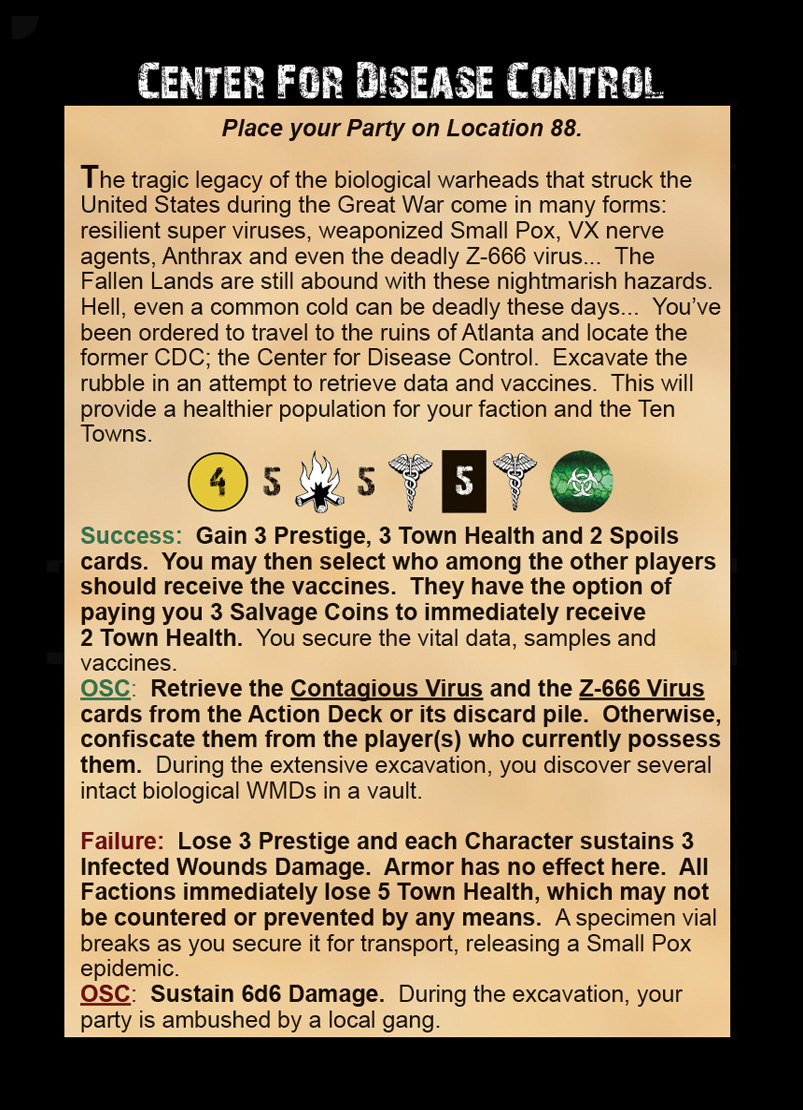 Center For Disease Control
Place your Party on Location 88.
The tragic legacy of the biological warheads that struck the
United States during the Great War come in many forms:
resilient super viruses, weaponized Small Pox, VX nerve
agents, Anthrax and even the deadly Z-666 virus... The
Fallen Lands are still abound with these nightmarish hazards.
Hell, even a common cold can be deadly these days... You've
been ordered to travel to the ruins of Atlanta and locate the
former CDC; the Center for Disease Control. Excavate the
rubble in an attempt to retrieve data and vaccines. This will
provide a healthier population for your faction and the Ten
Towns.
4 5 5 5
Success: Gain 3 Prestige, 3 Town Health and 2 Spoils
cards. You may then select who among the other players
should receive the vaccines. They have the option of
paying you 3 Salvage Coins to immediately receive
2 Town Health. You secure the vital data, samples and
vaccines.
OSC: Retrieve the Contagious Virus and the Z-666 Virus
cards from the Action Deck or its discard pile. Otherwise,
confiscate them from the player(s) who currently possess
them. During the extensive excavation, you discover several
intact biological WMDs in a vault.
Failure: Lose 3 Prestige and each Character sustains 3
Infected Wounds Damage. Armor has no effect here. All
Factions immediately lose 5 Town Health, which may not
be countered or prevented by any means. A specimen vial
breaks as you secure it for transport, releasing a Small Pox
epidemic.
OSC: Sustain 6d6 Damage. During the excavation, your
party is ambushed by a local gang.